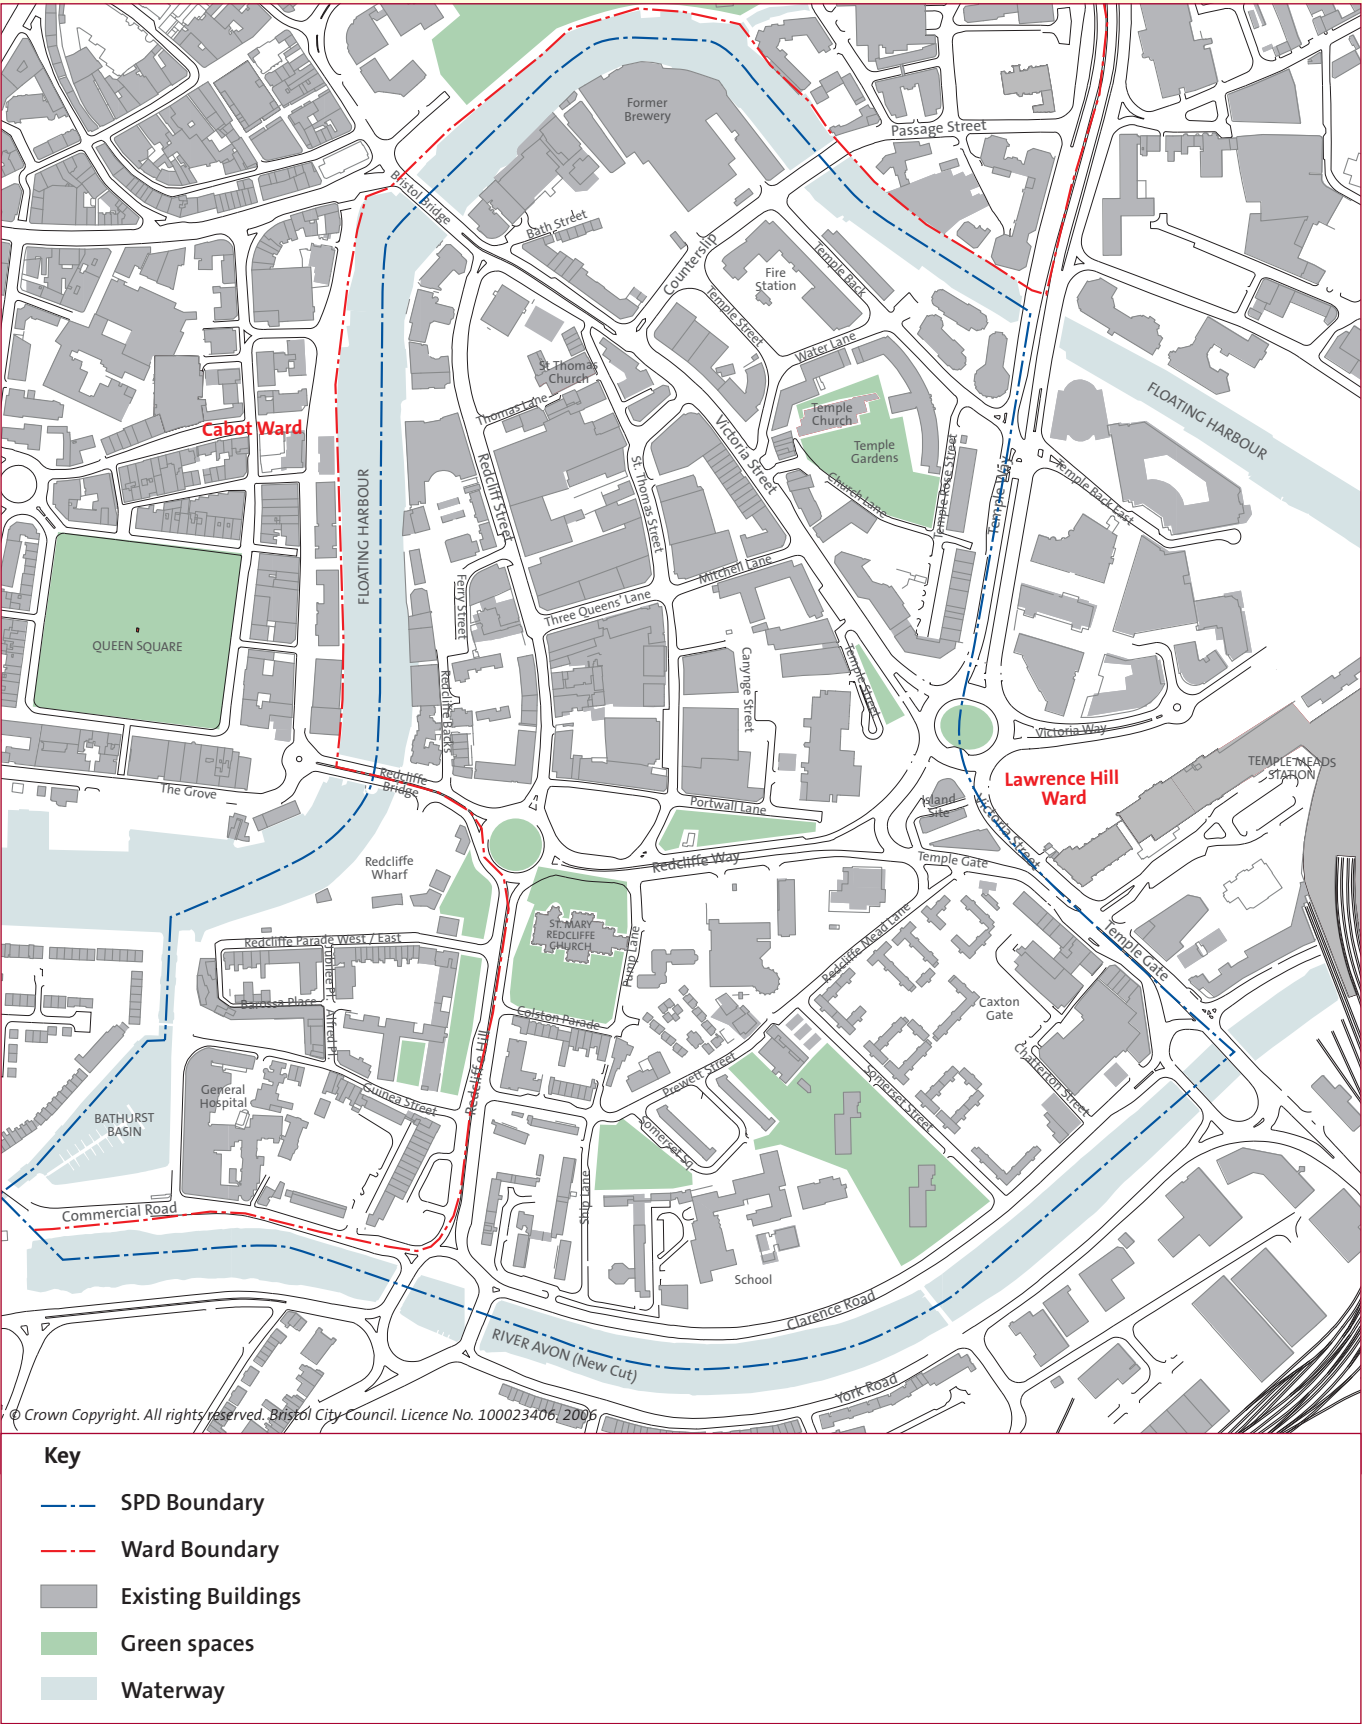 Former
Brewery
Passage Street
Bristol Bridge
Bath Street
Counterslip
Fire
Station
Temple Back
Temple Street
Water Lane
St Thomas
Church
Thomas Lane
Temple
Church
Temple
Gardens
Church Lane
Victoria Street
Temple Rose Street
Temple Way
Temple Back East
FLOATING HARBOUR
Cabot Ward
FLOATING HARBOUR
Redcliff Street
St. Thomas Street
Mitchell Lane
Three Queens' Lane
Ferry Street
QUEEN SQUARE
Redcliffe Backs
Canynge Street
Temple Street
Victoria Way
TEMPLE MEADS
STATION
Lawrence Hill
Ward
The Grove
Redcliffe
Bridge
Portwall Lane
Island
Site
Victoria Street
Redcliffe
Wharf
Redcliffe Way
Temple Gate
ST. MARY
REDCLIFFE
CHURCH
Pump Lane
Redcliffe Mead Lane
Temple Gate
Redcliffe Parade West / East
Jubilee Pl.
Barossa Place
Alfred Pl.
Colston Parade
Caxton
Gate
Chatterton Street
Prewett Street
Somerset Street
Redcliffe Hill
General
Hospital
Guinea Street
BATHURST
BASIN
Somerset Sq.
Ship Lane
Commercial Road
School
Clarence Road
RIVER AVON (New Cut)
York Road
© Crown Copyright. All rights reserved. Bristol City Council. Licence No. 100023406. 2006
Key
SPD Boundary
Ward Boundary
Existing Buildings
Green spaces
Waterway